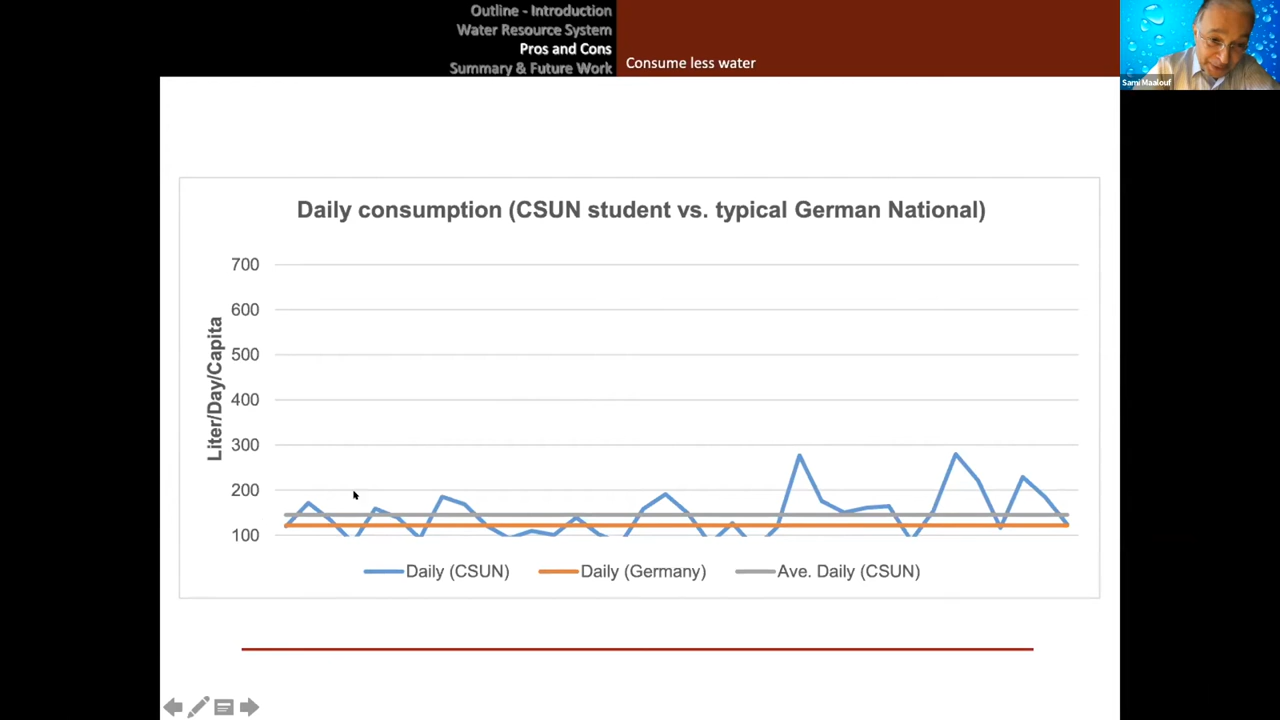 Outline - Introduction
Water Resource System
Pros and Cons
Summary & Future Work
Consume less water
Sami Maalouf
Daily consumption (CSUN student vs. typical German National)
Liter/Day/Capita
700
600
500
400
300
200
100
Daily (CSUN)
Daily (Germany)
Ave. Daily (CSUN)